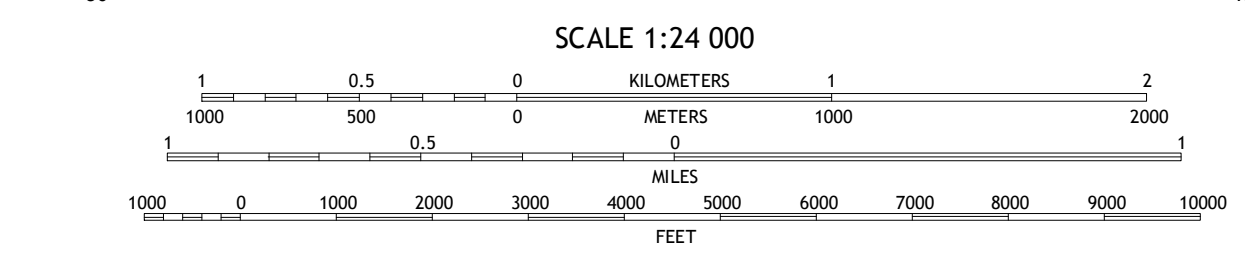 SCALE 1:24 000
1 0.5 0 KILOMETERS 1 2
1000 500 0 METERS 1000 2000
1 0.5 0 1
MILES
1000 0 1000 2000 3000 4000 5000 6000 7000 8000 9000 10000
FEET